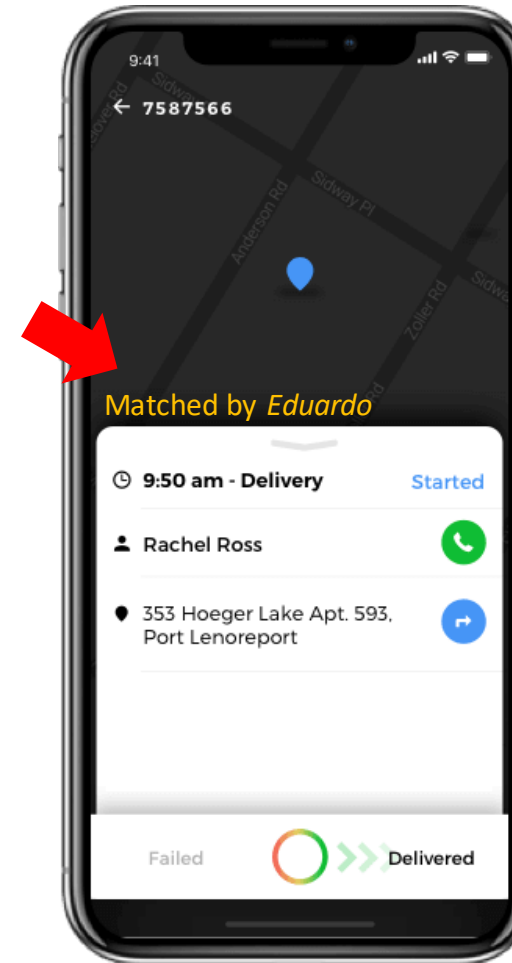 9:41
7587566
Sidway Pl
Anderson Rd
Zoller Rd
Matched by Eduardo
9:50 am - Delivery
Started
Rachel Ross
353 Hoeger Lake Apt. 593,
Port Lenoreport
Failed
Delivered